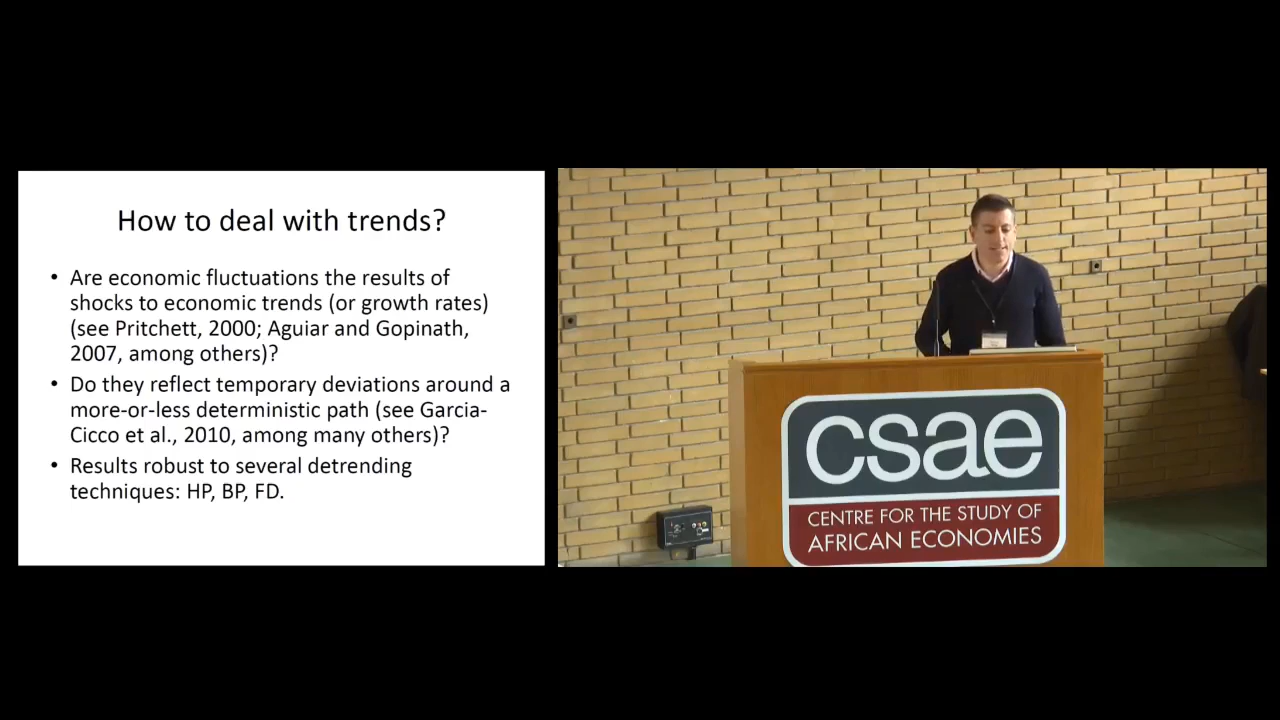 How to deal with trends?
• Are economic fluctuations the results of
shocks to economic trends (or growth rates)
(see Pritchett, 2000; Aguiar and Gopinath,
2007, among others)?
• Do they reflect temporary deviations around a
more-or-less deterministic path (see Garcia-
Cicco et al., 2010, among many others)?
• Results robust to several detrending
techniques: HP, BP, FD.
csae
CENTRE FOR THE STUDY OF
AFRICAN ECONOMIES